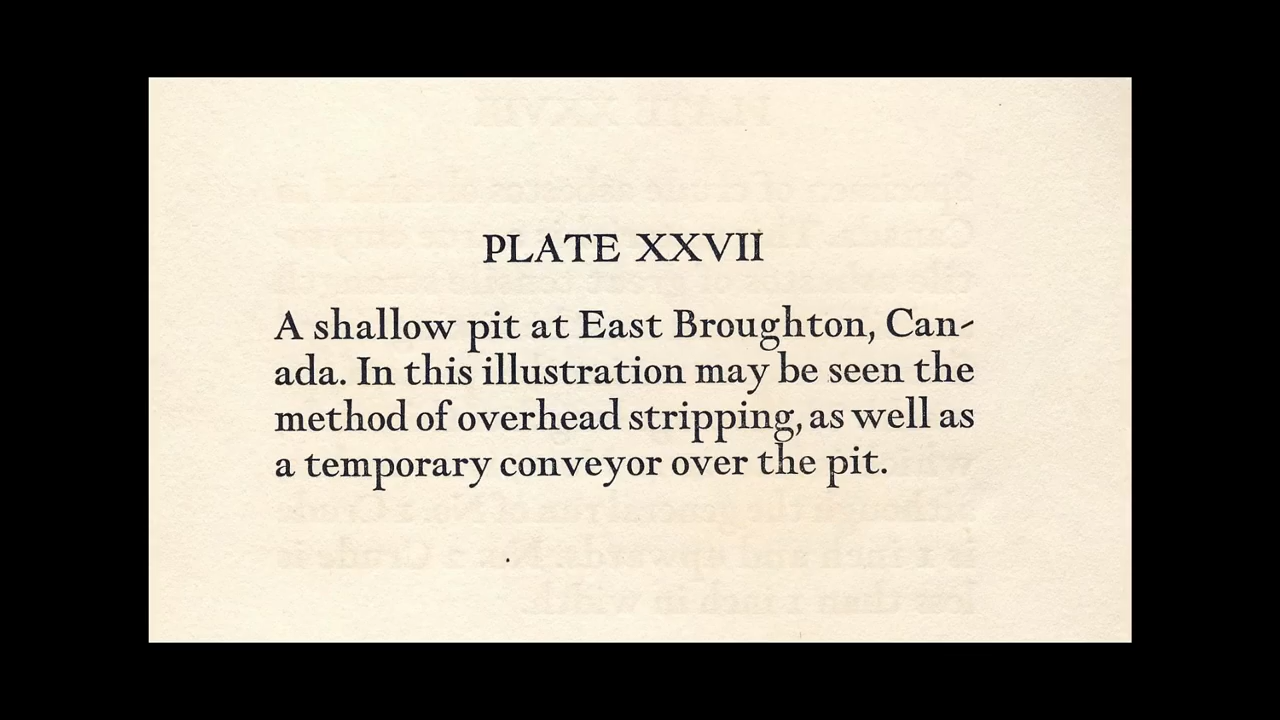 PLATE XXVII
A shallow pit at East Broughton, Can-
ada. In this illustration may be seen the
method of overhead stripping, as well as
a temporary conveyor over the pit.